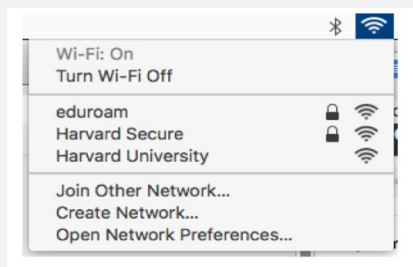 Wi-Fi: On
Turn Wi-Fi Off
eduroam
Harvard Secure
Harvard University
Join Other Network...
Create Network...
Open Network Preferences...